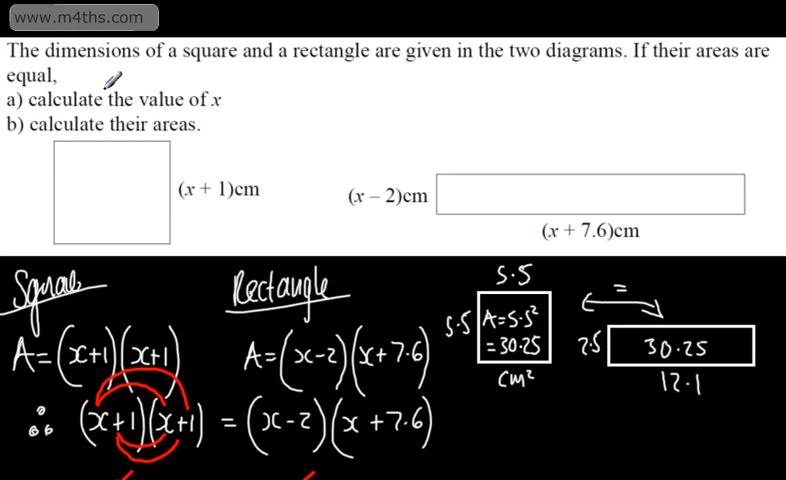 www.m4ths.com
The dimensions of a square and a rectangle are given in the two diagrams. If their areas are
equal,
a) calculate the value of x
b) calculate their areas.
(x + 1)cm
(x – 2)cm
(x + 7.6)cm
Square
Rectangle
5.5
=
A=(x+1)(x+1)
A=(x-2)(x+7.6)
5.5
A=5.5²
=30.25
cm²
2.5
30.25
12.1
∴ (x+1)(x+1) = (x-2)(x+7.6)